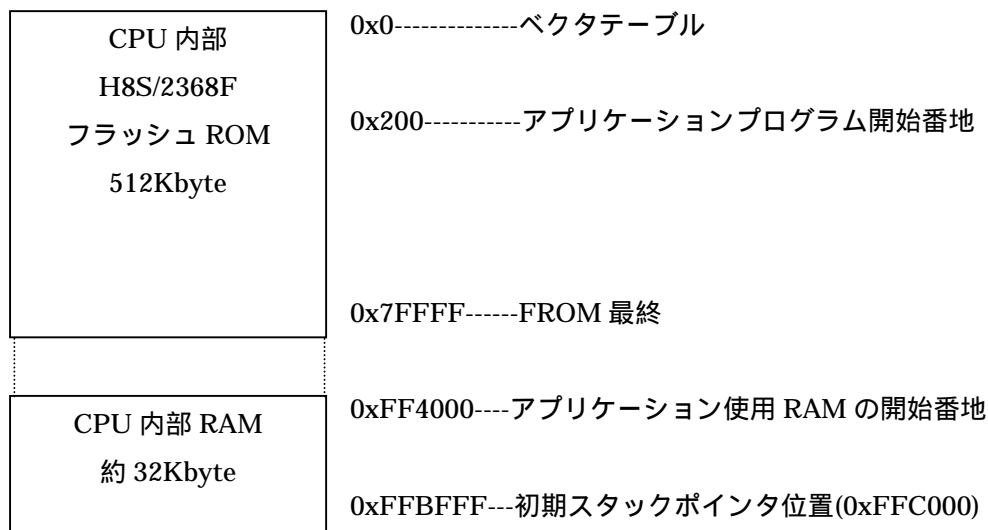 CPU 内部
H8S/2368F
フラッシュ ROM
512Kbyte
0x0--------------ベクタテーブル
0x200-----------アプリケーションプログラム開始番地
0x7FFFF------FROM 最終
CPU 内部 RAM
約 32Kbyte
0xFF4000----アプリケーション使用 RAM の開始番地
0xFFBFFF---初期スタックポインタ位置(0xFFC000)